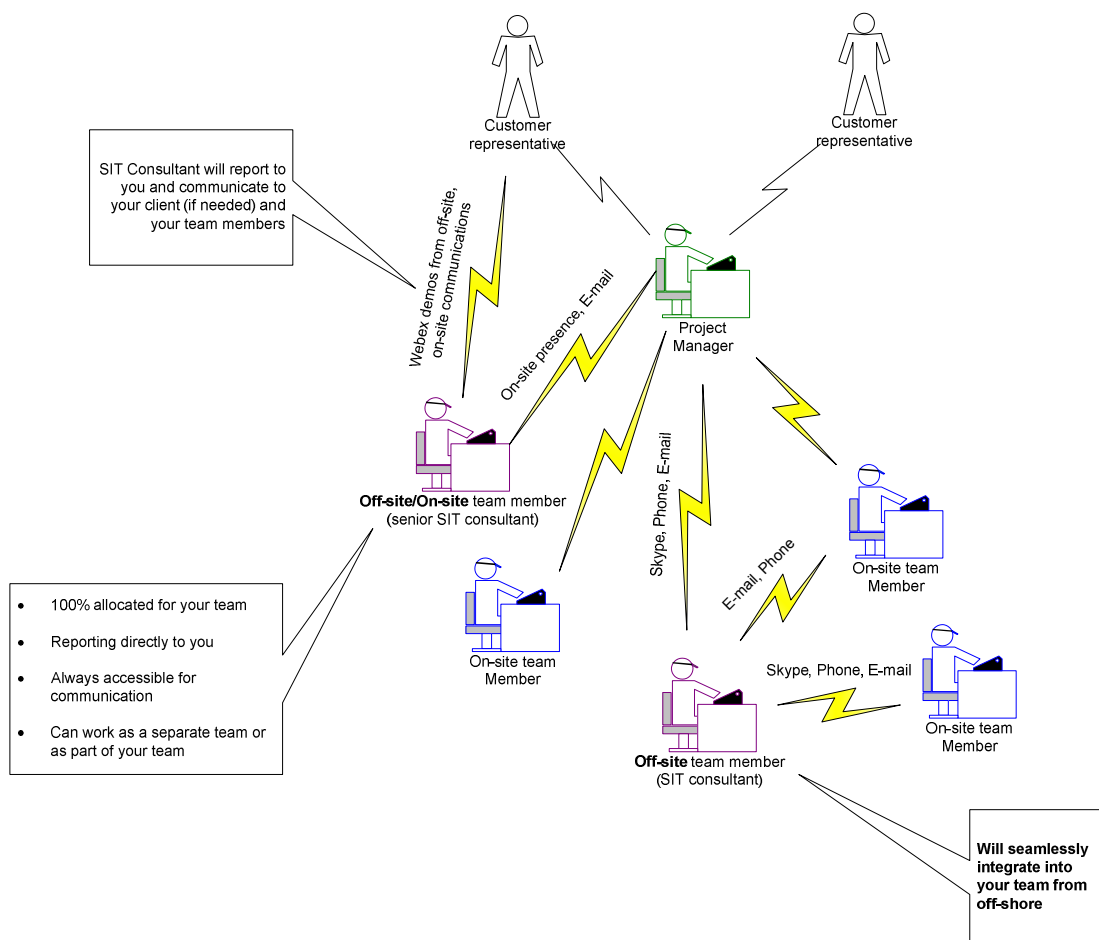 Customer
representative
Customer
representative
SIT Consultant will report to
you and communicate to
your client (if needed) and
your team members
Webex demos from off-site,
on-site communications
On-site presence, E-mail
Project
Manager
Off-site/On-site team member
(senior SIT consultant)
Skype, Phone, E-mail
E-mail, Phone
On-site team
Member
On-site team
Member
• 100% allocated for your team
• Reporting directly to you
• Always accessible for
communication
• Can work as a separate team or
as part of your team
Skype, Phone, E-mail
On-site team
Member
Off-site team member
(SIT consultant)
Will seamlessly
integrate into
your team from
off-shore